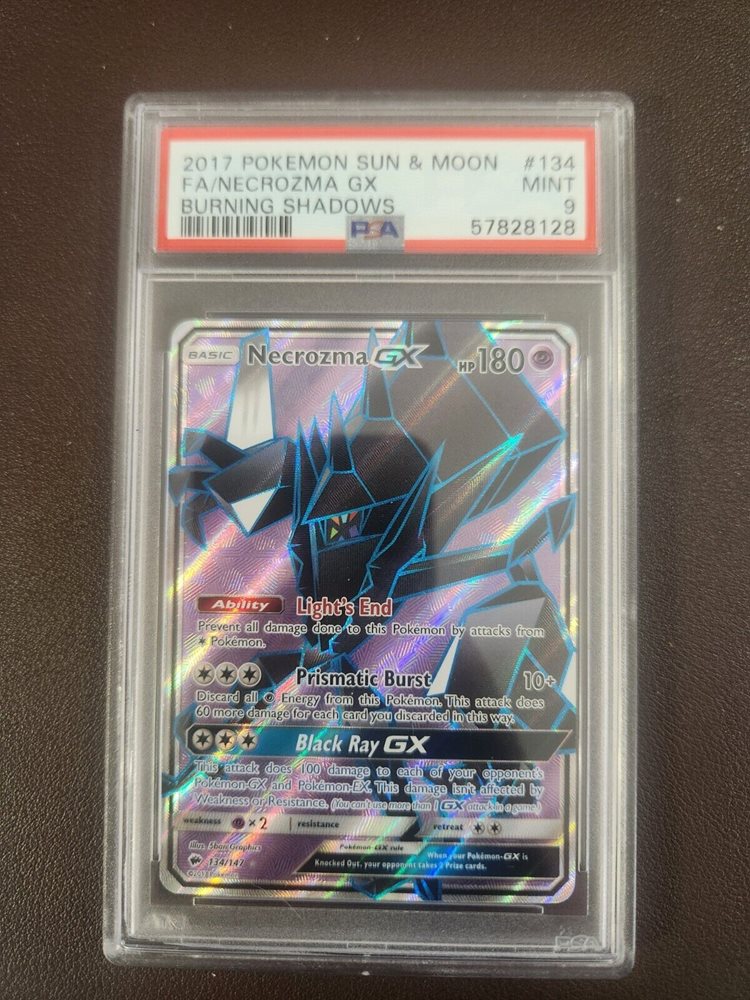 2017 POKEMON SUN & MOON #134
FA/NECROZMA GX MINT
BURNING SHADOWS 9
PSA 57828128
BASIC Necrozma GX HP 180
Ability Light's End
Prevent all damage done to this Pokémon by attacks from
Pokémon.
Prismatic Burst 10+
Discard all Energy from this Pokémon. This attack does
60 more damage for each card you discarded in this way.
Black Ray GX
This attack does 100 damage to each of your opponent's
Pokémon-GX and Pokémon-EX. This damage isn't affected by
Weakness or Resistance. (You can't use more than 1 GX attack in a game.)
weakness ×2 resistance retreat
Illus. 5ban Graphics Pokémon-GX rule When your Pokémon-GX is
134/147 Knocked Out, your opponent takes 2 Prize cards.
©2017 Pokémon
PSA